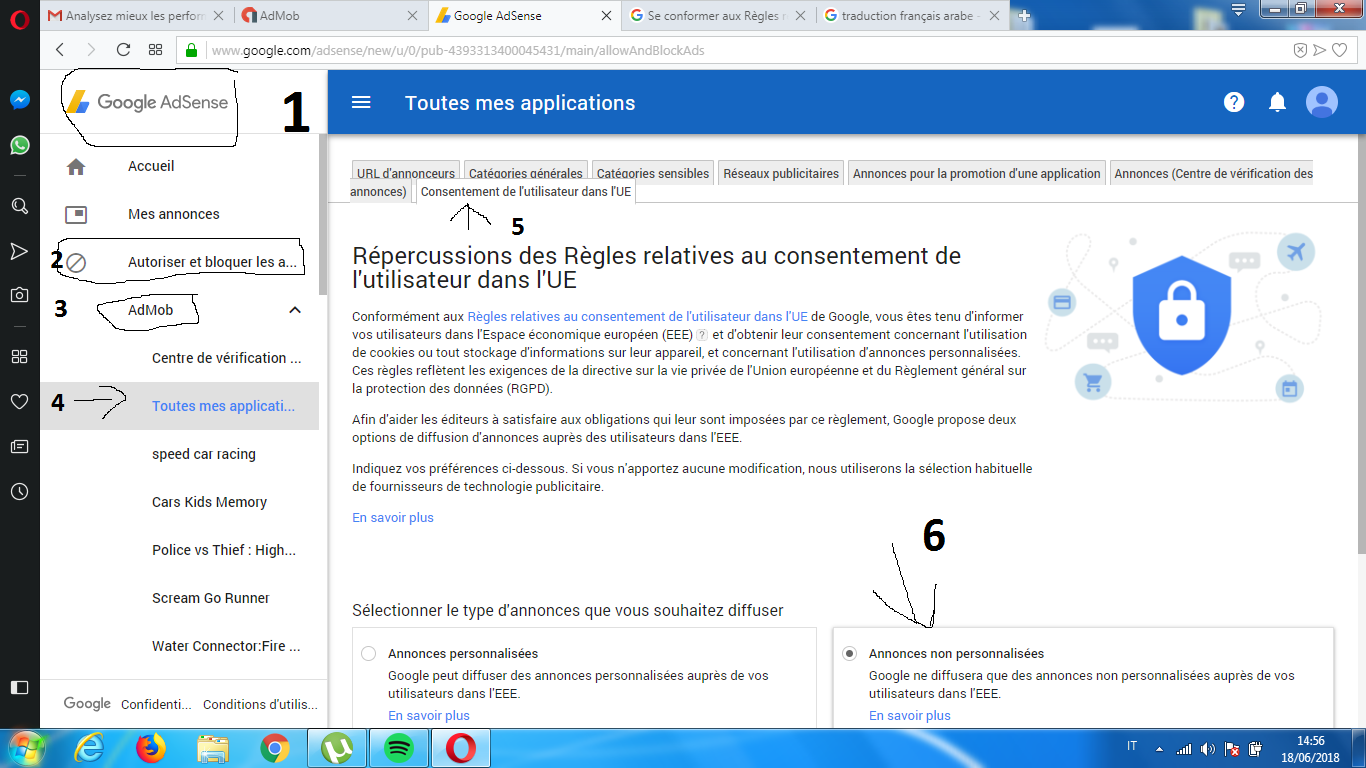 Analysez mieux les perform
AdMob
Google AdSense
Se conformer aux Règles r
traduction français arabe -
www.google.com/adsense/new/u/0/pub-4393313400045431/main/allowAndBlockAds
Google AdSense
1
Toutes mes applications
Accueil
Mes annonces
2
Autoriser et bloquer les a...
3
AdMob
Centre de vérification ...
4
Toutes mes applicati...
speed car racing
Cars Kids Memory
Police vs Thief : High...
Scream Go Runner
Water Connector:Fire ...
Google Confidenti... Conditions d'utilis...
URL d'annonceurs Catégories générales Catégories sensibles Réseaux publicitaires Annonces pour la promotion d'une application Annonces (Centre de vérification des
annonces) Consentement de l'utilisateur dans l'UE
5
Répercussions des Règles relatives au consentement de
l'utilisateur dans l'UE
Conformément aux Règles relatives au consentement de l'utilisateur dans l'UE de Google, vous êtes tenu d'informer
vos utilisateurs dans l'Espace économique européen (EEE) ? et d'obtenir leur consentement concernant l'utilisation
de cookies ou tout stockage d'informations sur leur appareil, et concernant l'utilisation d'annonces personnalisées.
Ces règles reflètent les exigences de la directive sur la vie privée de l'Union européenne et du Règlement général sur
la protection des données (RGPD).
Afin d'aider les éditeurs à satisfaire aux obligations qui leur sont imposées par ce règlement, Google propose deux
options de diffusion d'annonces auprès des utilisateurs dans l'EEE.
Indiquez vos préférences ci-dessous. Si vous n'apportez aucune modification, nous utiliserons la sélection habituelle
de fournisseurs de technologie publicitaire.
En savoir plus
6
Sélectionner le type d'annonces que vous souhaitez diffuser
Annonces personnalisées
Google peut diffuser des annonces personnalisées auprès de vos
utilisateurs dans l'EEE.
En savoir plus
Annonces non personnalisées
Google ne diffusera que des annonces non personnalisées auprès de vos
utilisateurs dans l'EEE.
En savoir plus
IT
14:56
18/06/2018